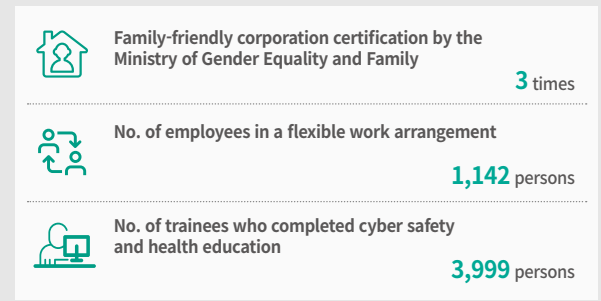 Family-friendly corporation certification by the
Ministry of Gender Equality and Family
3 times
No. of employees in a flexible work arrangement
1,142 persons
No. of trainees who completed cyber safety
and health education
3,999 persons